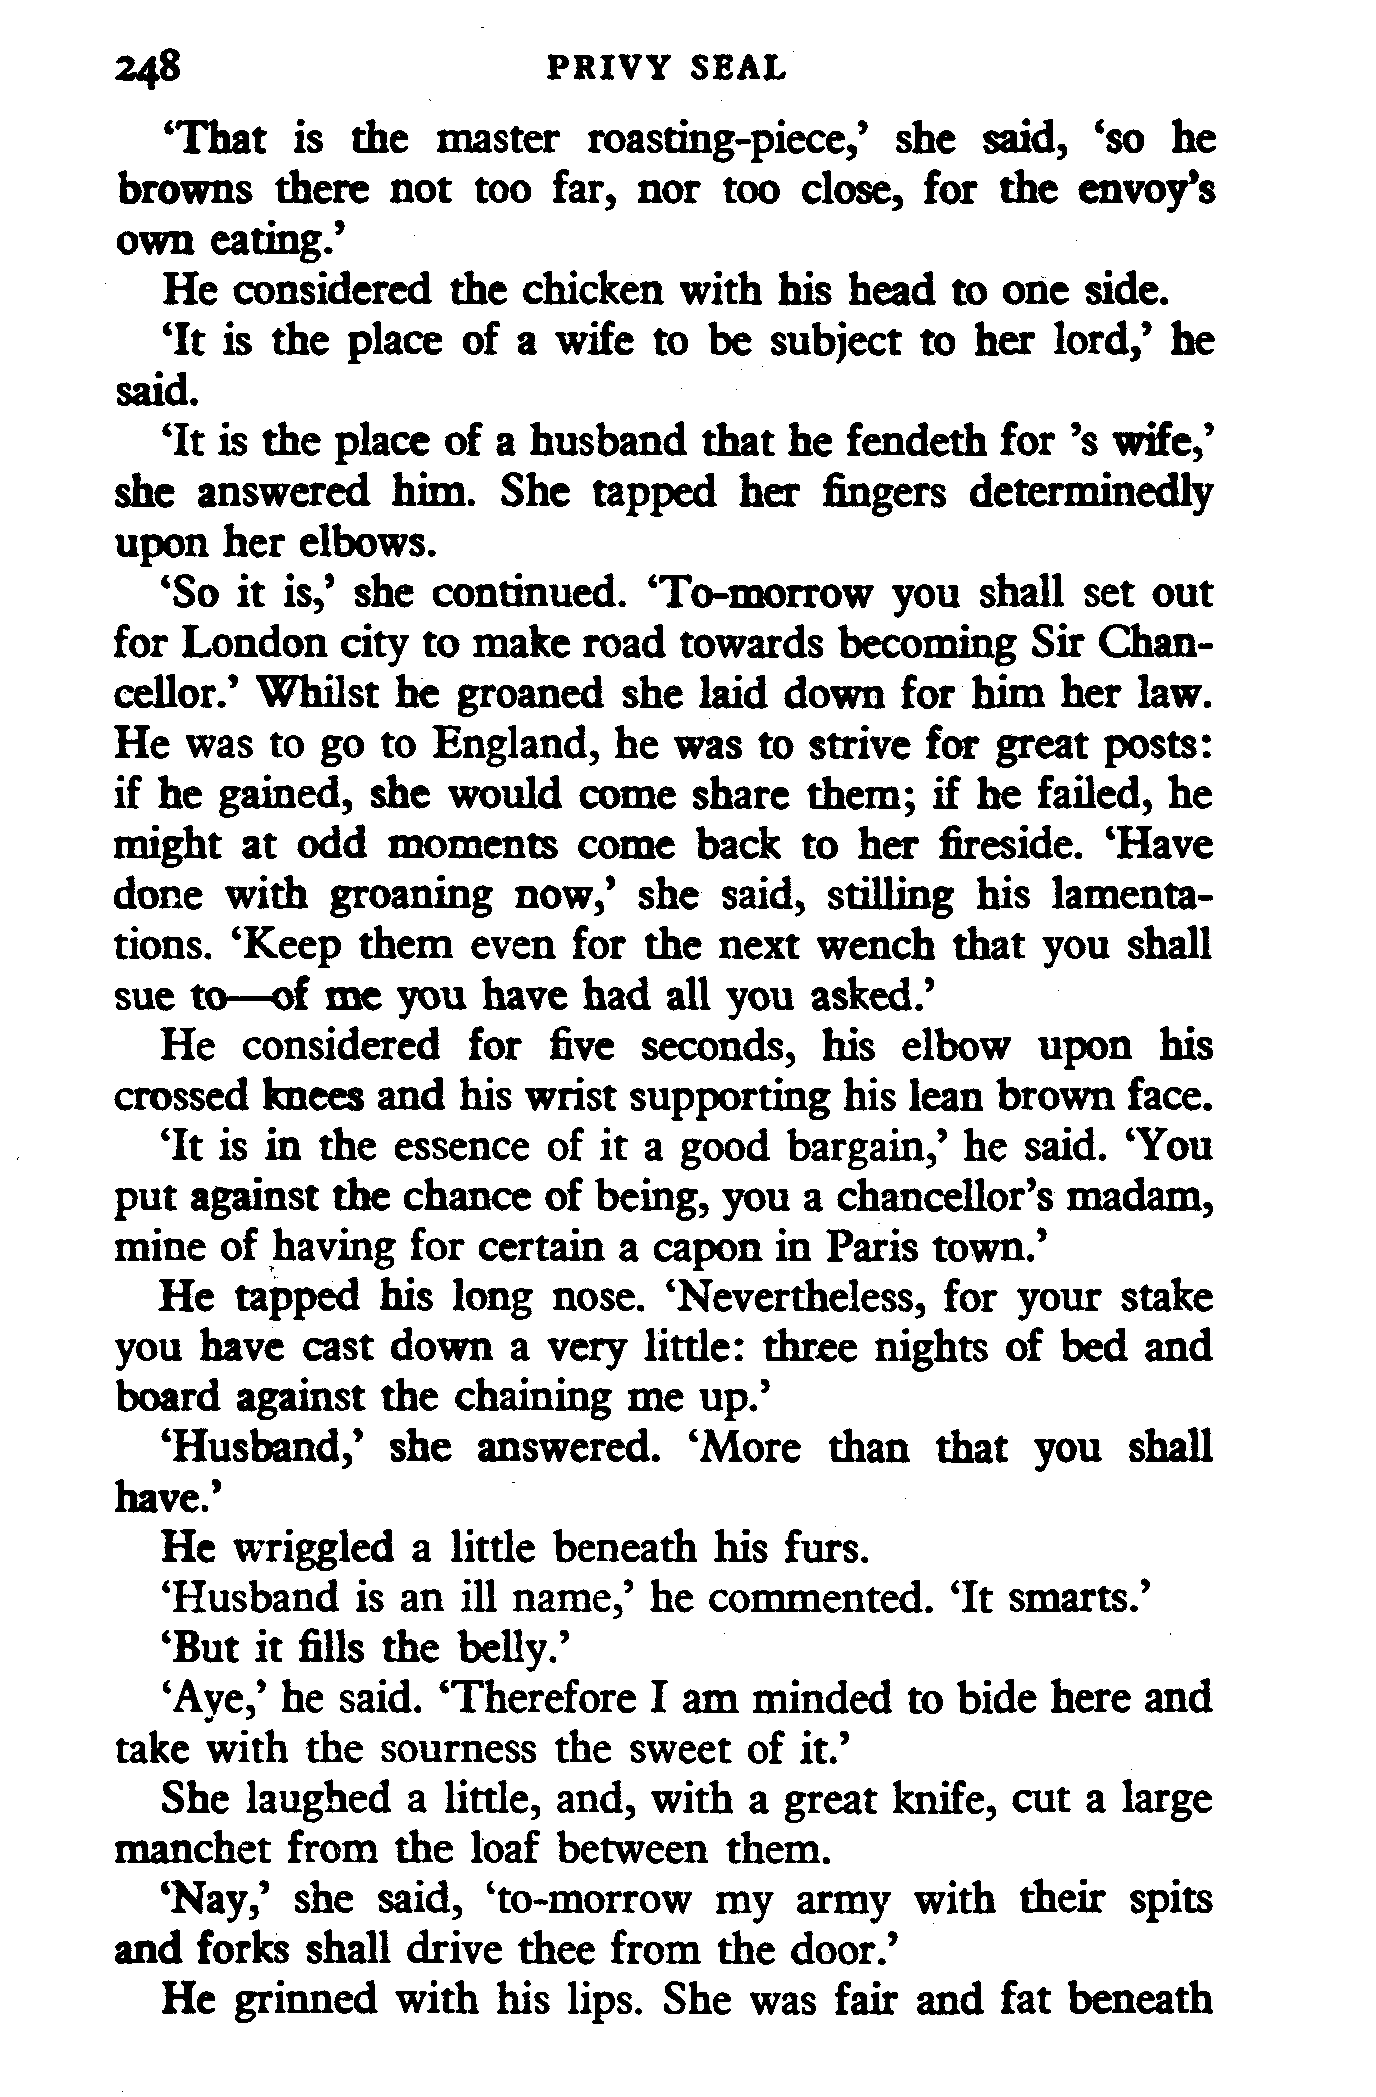 248 PRIVY SEAL
‘That is the master roasting-piece,’ she said, ‘so he
browns there not too far, nor too close, for the envoy’s
own eating.’
He considered the chicken with his head to one side.
‘It is the place of a wife to be subject to her lord,’ he
said.
‘It is the place of a husband that he fendeth for ’s wife,’
she answered him. She tapped her fingers determinedly
upon her elbows.
‘So it is,’ she continued. ‘To-morrow you shall set out
for London city to make road towards becoming Sir Chan-
cellor.’ Whilst he groaned she laid down for him her law.
He was to go to England, he was to strive for great posts:
if he gained, she would come share them; if he failed, he
might at odd moments come back to her fireside. ‘Have
done with groaning now,’ she said, stilling his lamenta-
tions. ‘Keep them even for the next wench that you shall
sue to—of me you have had all you asked.’
He considered for five seconds, his elbow upon his
crossed knees and his wrist supporting his lean brown face.
‘It is in the essence of it a good bargain,’ he said. ‘You
put against the chance of being, you a chancellor’s madam,
mine of having for certain a capon in Paris town.’
He tapped his long nose. ‘Nevertheless, for your stake
you have cast down a very little: three nights of bed and
board against the chaining me up.’
‘Husband,’ she answered. ‘More than that you shall
have.’
He wriggled a little beneath his furs.
‘Husband is an ill name,’ he commented. ‘It smarts.’
‘But it fills the belly.’
‘Aye,’ he said. ‘Therefore I am minded to bide here and
take with the sourness the sweet of it.’
She laughed a little, and, with a great knife, cut a large
manchet from the loaf between them.
‘Nay,’ she said, ‘to-morrow my army with their spits
and forks shall drive thee from the door.’
He grinned with his lips. She was fair and fat beneath